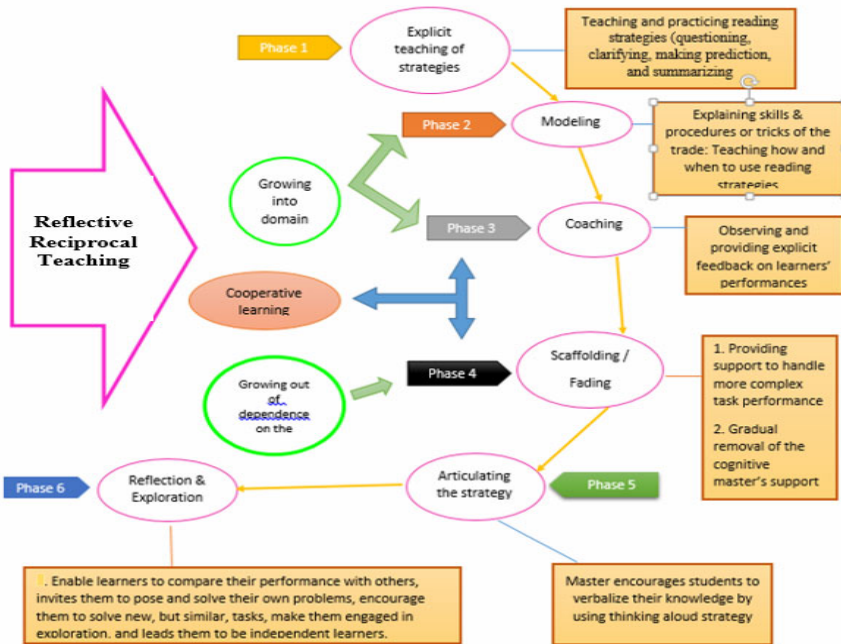 Phase 1
Explicit
teaching of
strategies
Teaching and practicing reading
strategies (questioning,
clarifying, making prediction,
and summarizing
Phase 2
Modeling
Explaining skills &
procedures or tricks of the
trade: Teaching how and
when to use reading
strategies
Growing
into
domain
Reflective
Reciprocal
Teaching
Phase 3
Coaching
Observing and
providing explicit
feedback on learners'
performances
Cooperative
learning
Phase 4
Scaffolding /
Fading
1. Providing
support to handle
more complex
task performance
2. Gradual
removal of the
cognitive
master's support
Growing out
of
dependence
on the
Phase 6
Reflection &
Exploration
Articulating
the strategy
Phase 5
. Enable learners to compare their performance with others,
invites them to pose and solve their own problems, encourage
them to solve new, but similar, tasks, make them engaged in
exploration, and leads them to be independent learners.
Master encourages students to
verbalize their knowledge by
using thinking aloud strategy